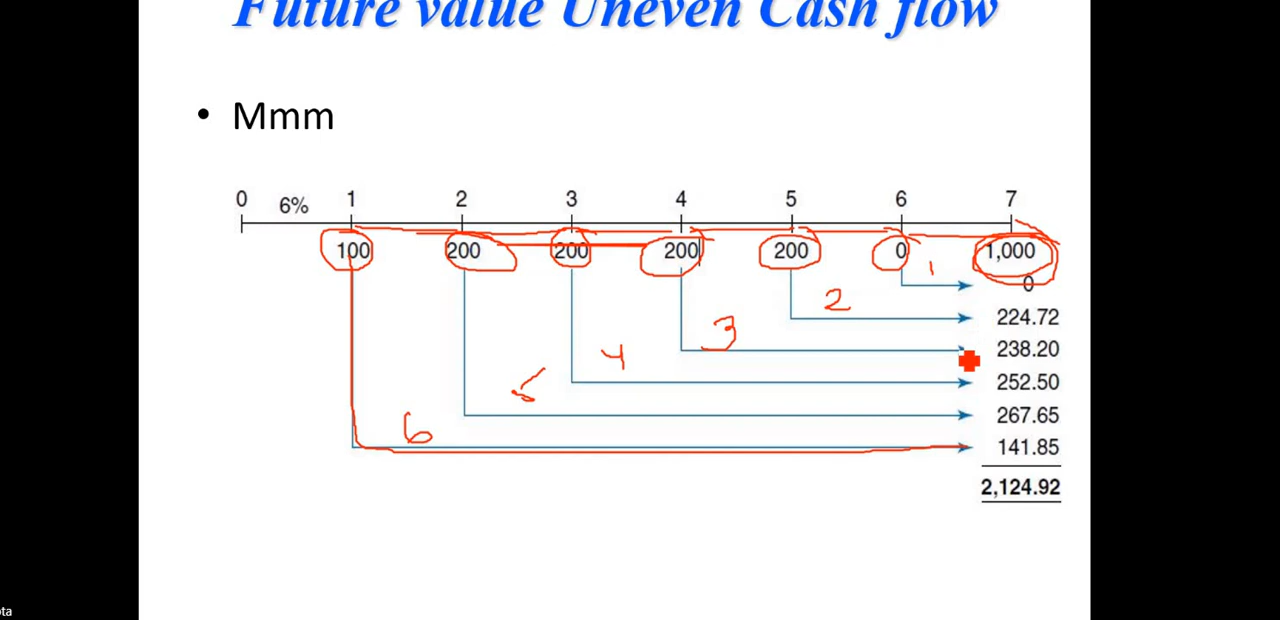 Future value Uneven Cash flow
• Mmm
0 6% 1 2 3 4 5 6 7
100 200 200 200 200 0 1,000
1 0
2 224.72
3 238.20
4 252.50
5 267.65
6 141.85
2,124.92
ota